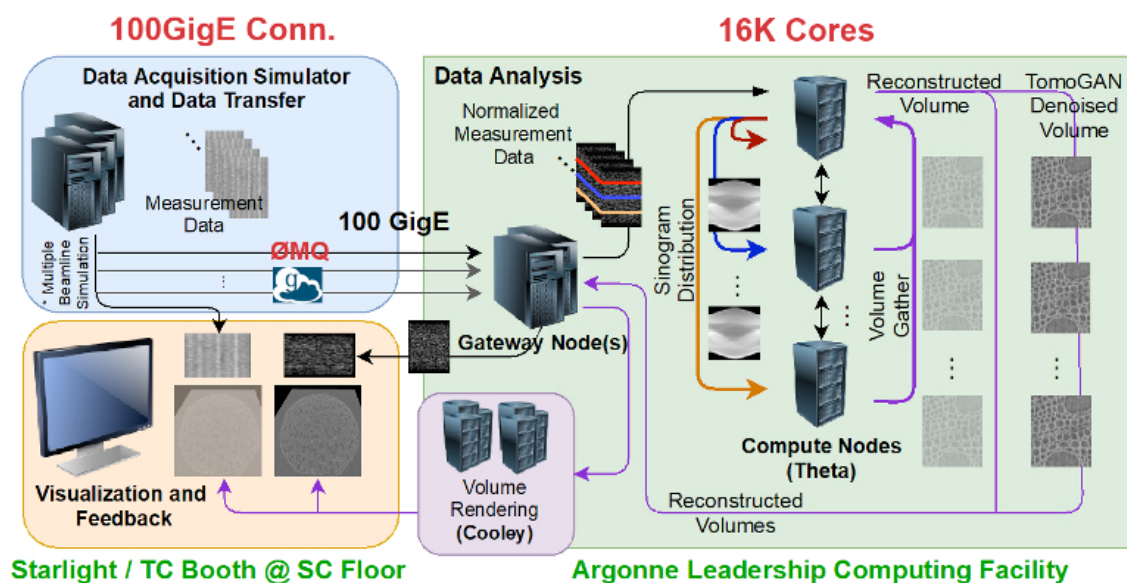 100GigE Conn.
16K Cores
Data Acquisition Simulator
and Data Transfer
Measurement
Data
* Multiple
Beamline
Simulation
100 GigE
ØMQ
g
Data Analysis
Normalized
Measurement
Data
Gateway Node(s)
Sinogram
Distribution
Compute Nodes
(Theta)
Volume
Gather
Reconstructed
Volume
TomoGAN
Denoised
Volume
Reconstructed
Volumes
Visualization and
Feedback
Volume
Rendering
(Cooley)
Starlight / TC Booth @ SC Floor
Argonne Leadership Computing Facility